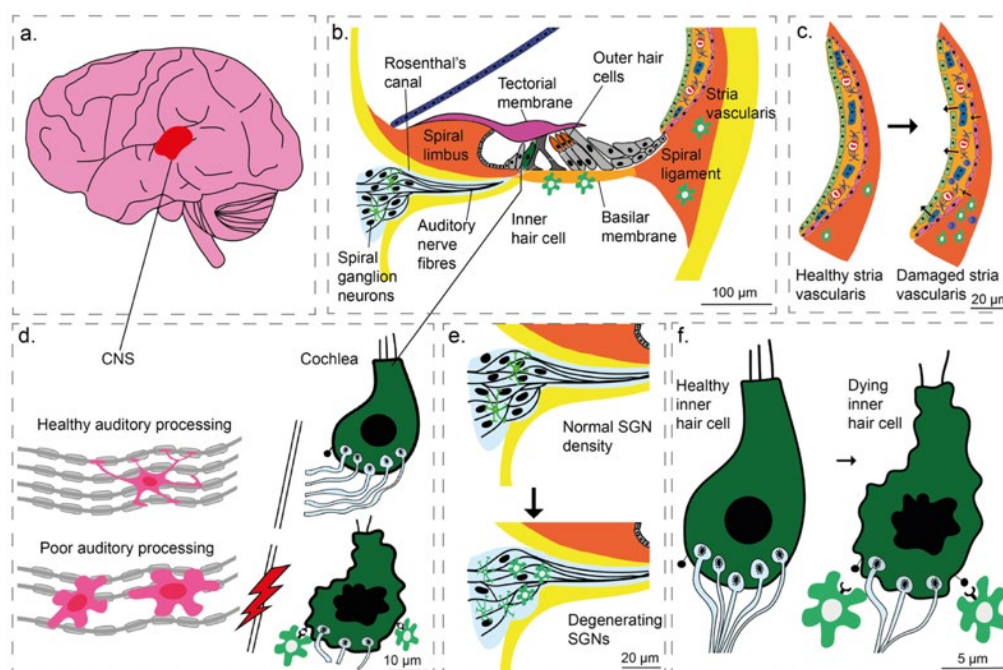 a.
b.
Rosenthal's
canal
Tectorial
membrane
Outer hair
cells
Stria
vascularis
Spiral
limbus
Spiral
ligament
Auditory
nerve
fibres
Inner
hair cell
Basilar
membrane
Spiral
ganglion
neurons
100 µm
c.
Healthy stria
vascularis
Damaged stria
vascularis
20 µm
d.
CNS
Cochlea
Healthy auditory processing
Poor auditory processing
10 µm
e.
Normal SGN
density
Degenerating
SGNs
20 µm
f.
Healthy
inner
hair cell
Dying
inner
hair cell
5 µm